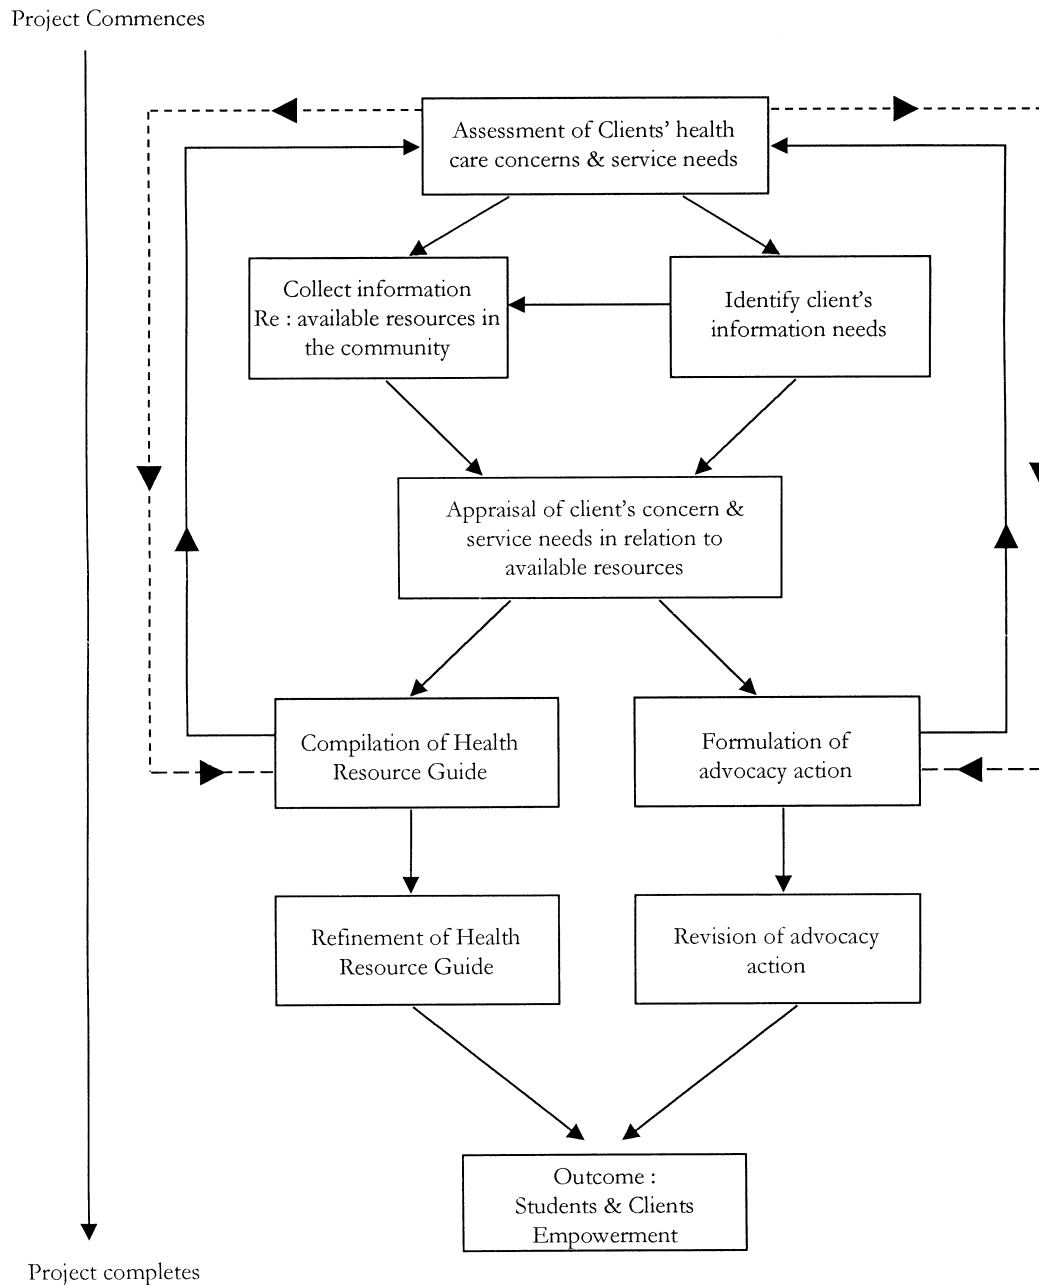 Project Commences
Assessment of Clients' health
care concerns & service needs
Collect information
Re : available resources in
the community
Identify client's
information needs
Appraisal of client's concern &
service needs in relation to
available resources
Compilation of Health
Resource Guide
Formulation of
advocacy action
Refinement of Health
Resource Guide
Revision of advocacy
action
Outcome :
Students & Clients
Empowerment
Project completes